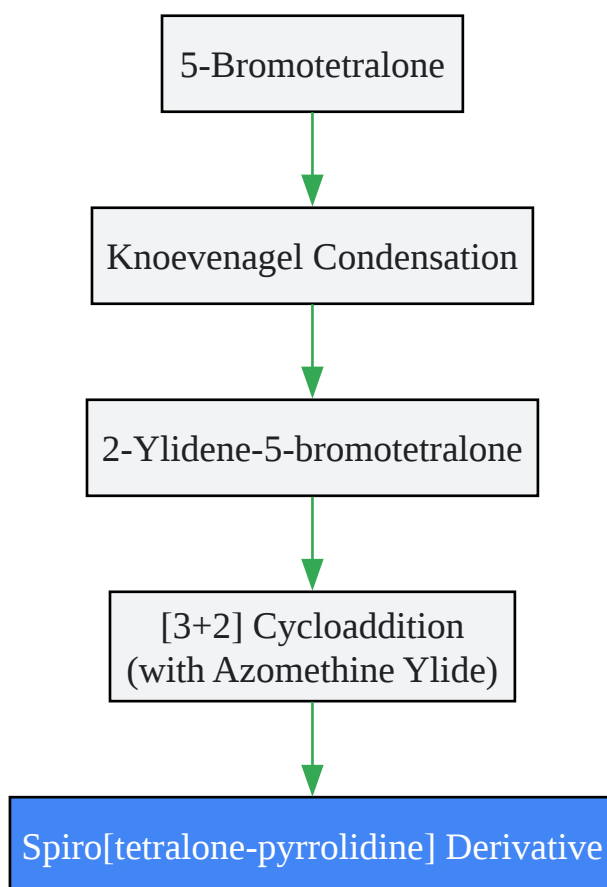 5-Bromotetralone
Knoevenagel Condensation
2-Ylidene-5-bromotetralone
[3+2] Cycloaddition
(with Azomethine Ylide)
Spiro[tetralone-pyrrolidine] Derivative